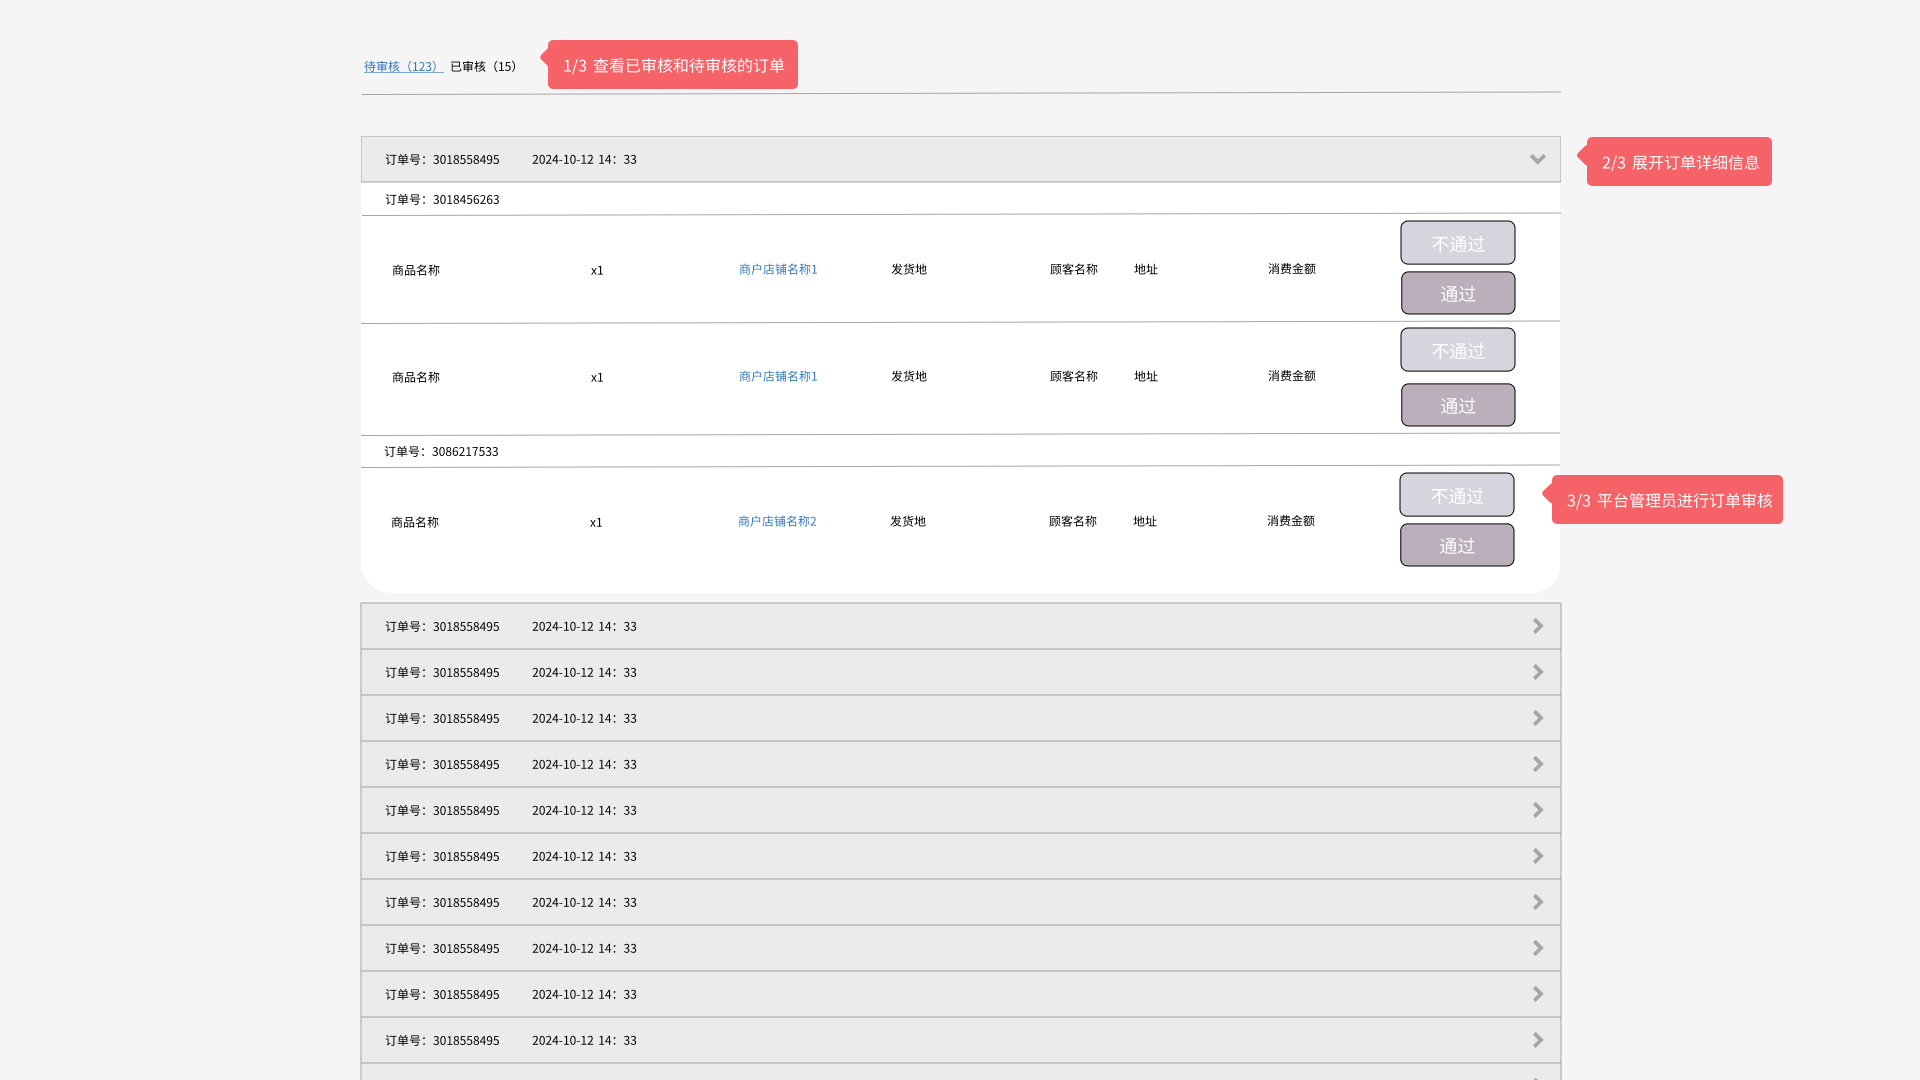 待审核（123） 已审核（15）
1/3 查看已审核和待审核的订单
订单号：3018558495 2024-10-12 14：33
2/3 展开订单详细信息
订单号：3018456263
商品名称 x1 商户店铺名称1 发货地 顾客名称 地址 消费金额
不通过
通过
商品名称 x1 商户店铺名称1 发货地 顾客名称 地址 消费金额
不通过
通过
订单号：3086217533
商品名称 x1 商户店铺名称2 发货地 顾客名称 地址 消费金额
不通过
通过
3/3 平台管理员进行订单审核
订单号：3018558495 2024-10-12 14：33
订单号：3018558495 2024-10-12 14：33
订单号：3018558495 2024-10-12 14：33
订单号：3018558495 2024-10-12 14：33
订单号：3018558495 2024-10-12 14：33
订单号：3018558495 2024-10-12 14：33
订单号：3018558495 2024-10-12 14：33
订单号：3018558495 2024-10-12 14：33
订单号：3018558495 2024-10-12 14：33
订单号：3018558495 2024-10-12 14：33